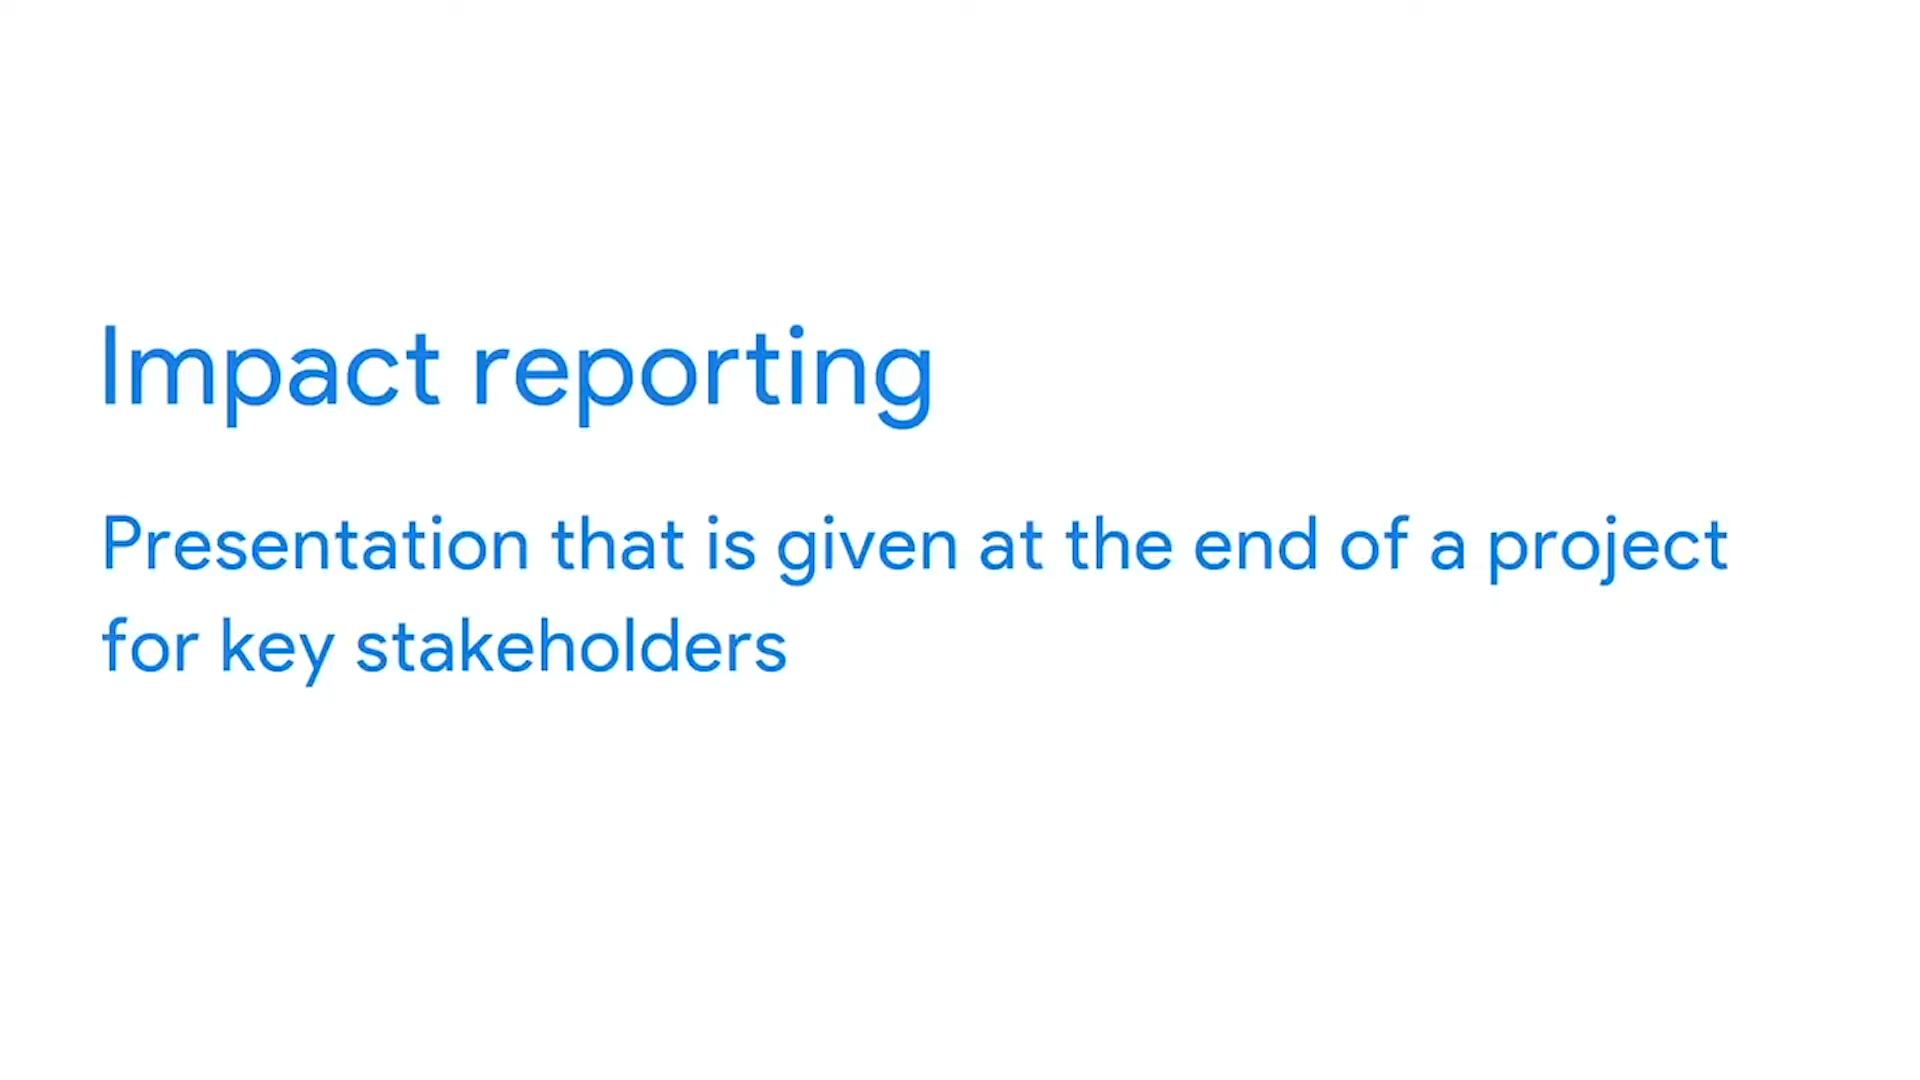 Impact reporting
Presentation that is given at the end of a project
for key stakeholders